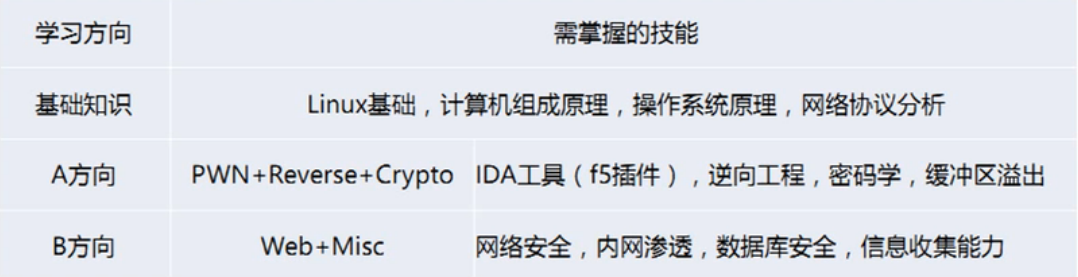 学习方向 需掌握的技能
基础知识 Linux基础，计算机组成原理，操作系统原理，网络协议分析
A方向 PWN+Reverse+Crypto IDA工具（f5插件），逆向工程，密码学，缓冲区溢出
B方向 Web+Misc 网络安全，内网渗透，数据库安全，信息收集能力